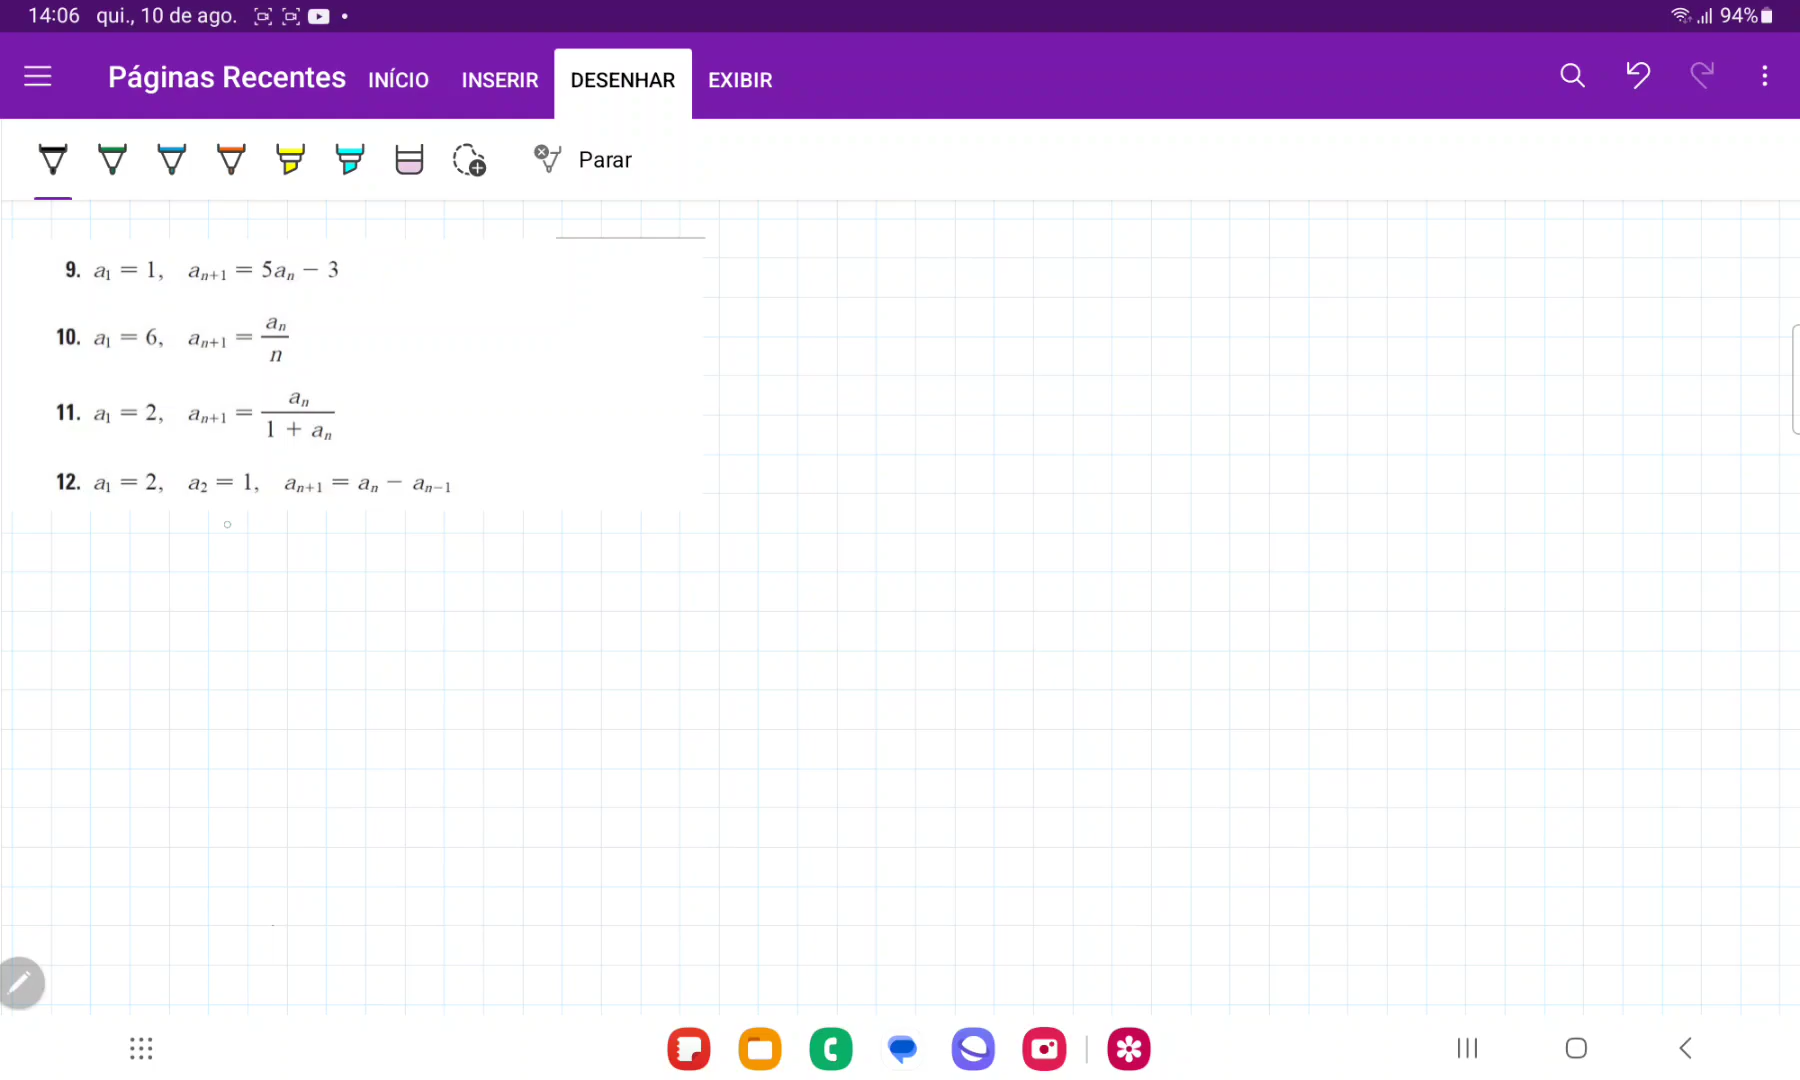 14:06 qui., 10 de ago. • 94%
Páginas Recentes INÍCIO INSERIR DESENHAR EXIBIR
Parar
9. a₁ = 1, aₙ₊₁ = 5aₙ − 3
10. a₁ = 6, aₙ₊₁ = aₙ/n
11. a₁ = 2, aₙ₊₁ = aₙ/(1 + aₙ)
12. a₁ = 2, a₂ = 1, aₙ₊₁ = aₙ − aₙ₋₁